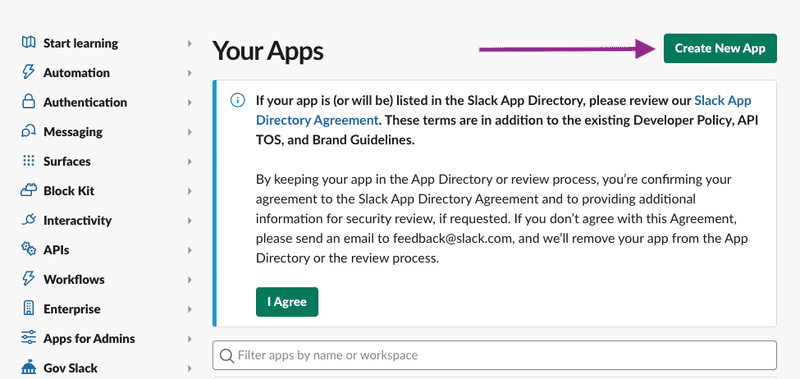 Start learning
Automation
Authentication
Messaging
Surfaces
Block Kit
Interactivity
APIs
Workflows
Enterprise
Apps for Admins
Gov Slack
Your Apps
Create New App
If your app is (or will be) listed in the Slack App Directory, please review our Slack App
Directory Agreement. These terms are in addition to the existing Developer Policy, API
TOS, and Brand Guidelines.
By keeping your app in the App Directory or review process, you’re confirming your
agreement to the Slack App Directory Agreement and to providing additional
information for security review, if requested. If you don’t agree with this Agreement,
please send an email to feedback@slack.com, and we’ll remove your app from the App
Directory or the review process.
I Agree
Filter apps by name or workspace